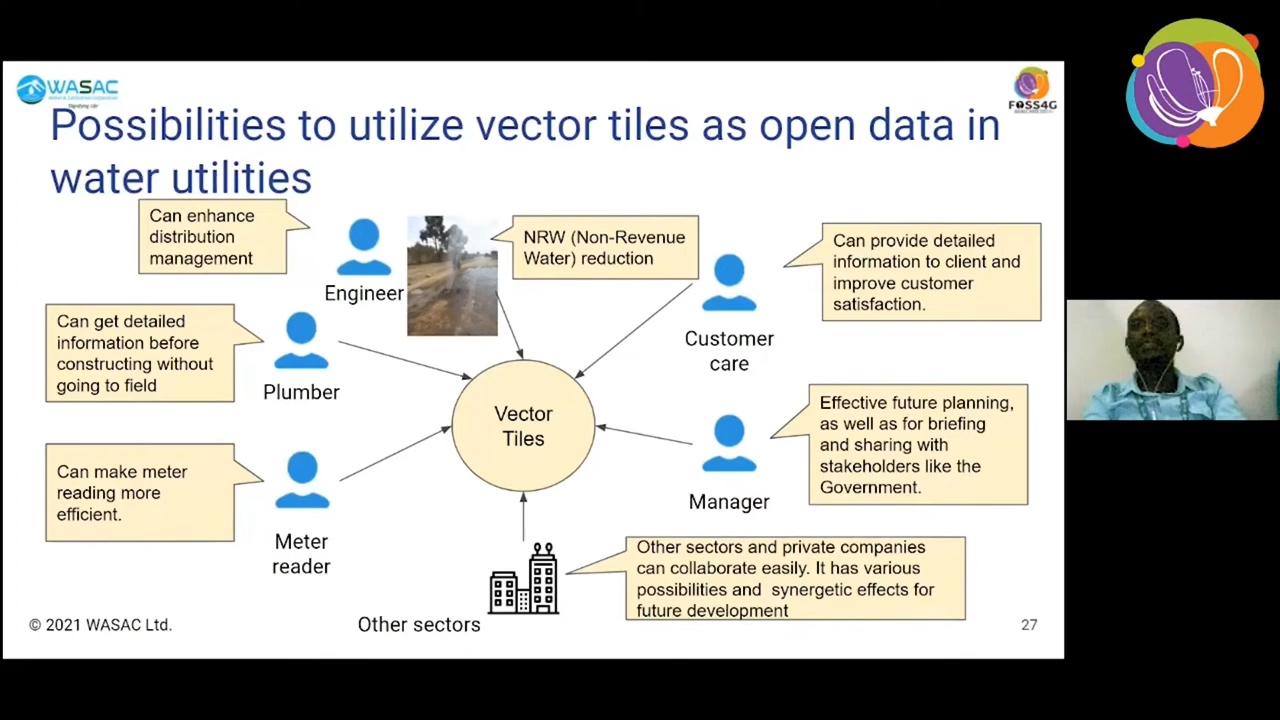 WASAC
FOSS4G
Possibilities to utilize vector tiles as open data in
water utilities
Can enhance
distribution
management
Engineer
NRW (Non-Revenue
Water) reduction
Can provide detailed
information to client and
improve customer
satisfaction.
Customer
care
Can get detailed
information before
constructing without
going to field
Plumber
Vector
Tiles
Effective future planning,
as well as for briefing
and sharing with
stakeholders like the
Government.
Manager
Can make meter
reading more
efficient.
Meter
reader
Other sectors and private companies
can collaborate easily. It has various
possibilities and synergetic effects for
future development
Other sectors
© 2021 WASAC Ltd.
27